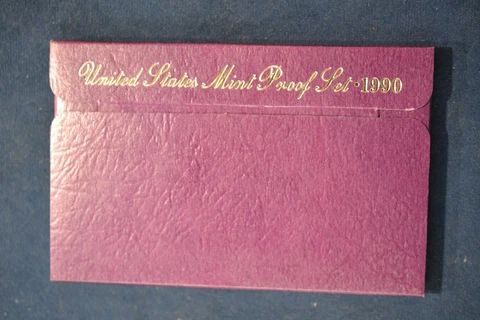 United States Mint Proof Set · 1990